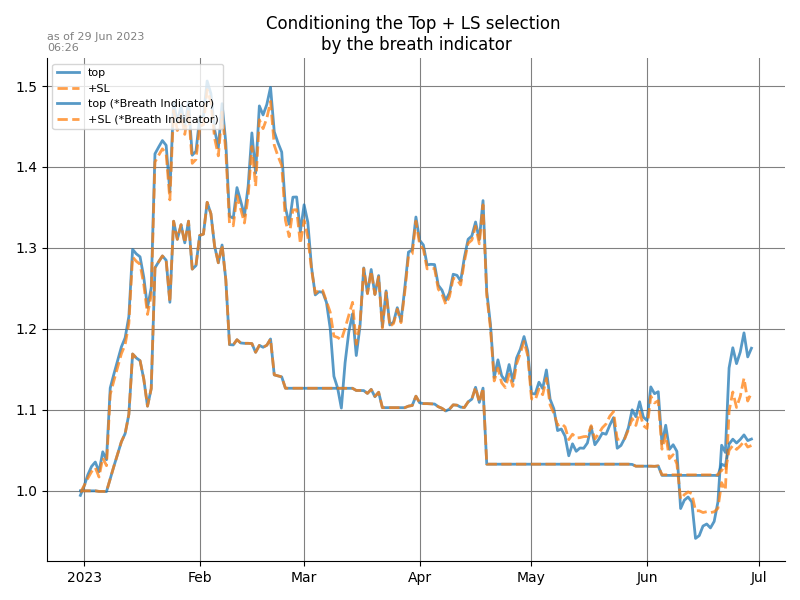 Conditioning the Top + LS selection
by the breath indicator
as of 29 Jun 2023
06:26
top
+SL
top (*Breath Indicator)
+SL (*Breath Indicator)
1.5
1.4
1.3
1.2
1.1
1.0
2023 Feb Mar Apr May Jun Jul